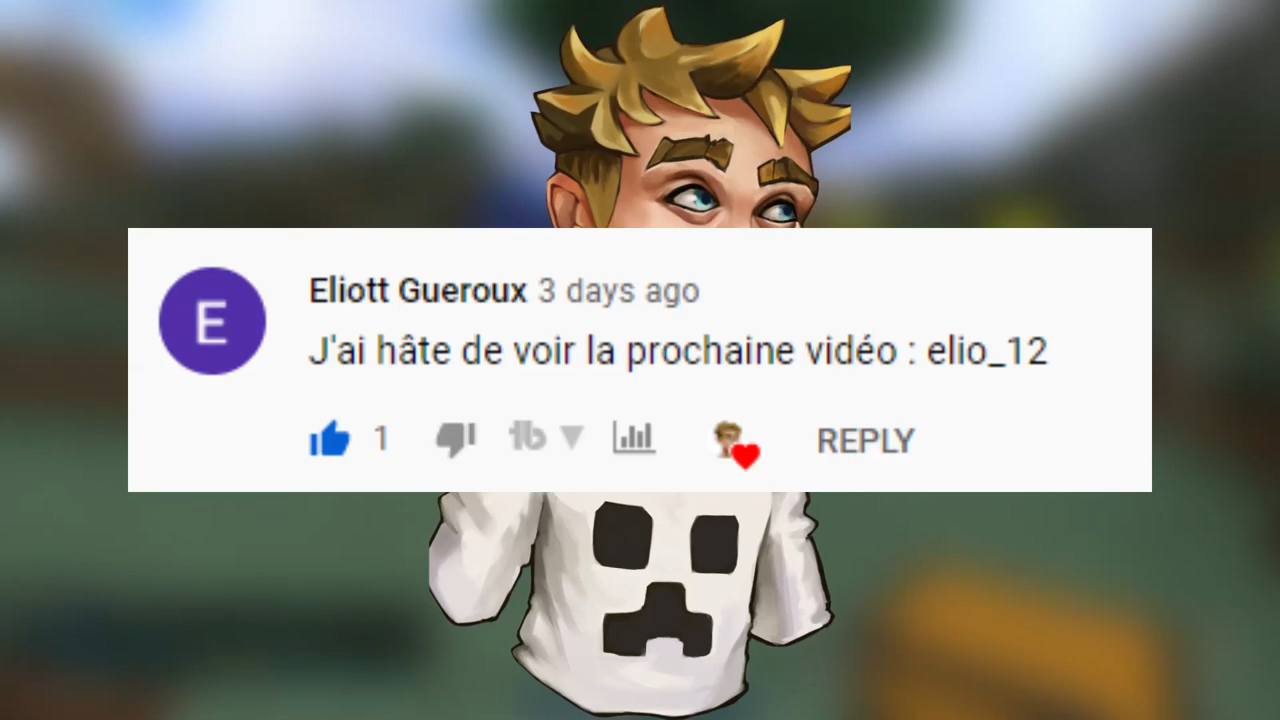 E
Eliott Gueroux 3 days ago
J'ai hâte de voir la prochaine vidéo : elio_12
1
REPLY